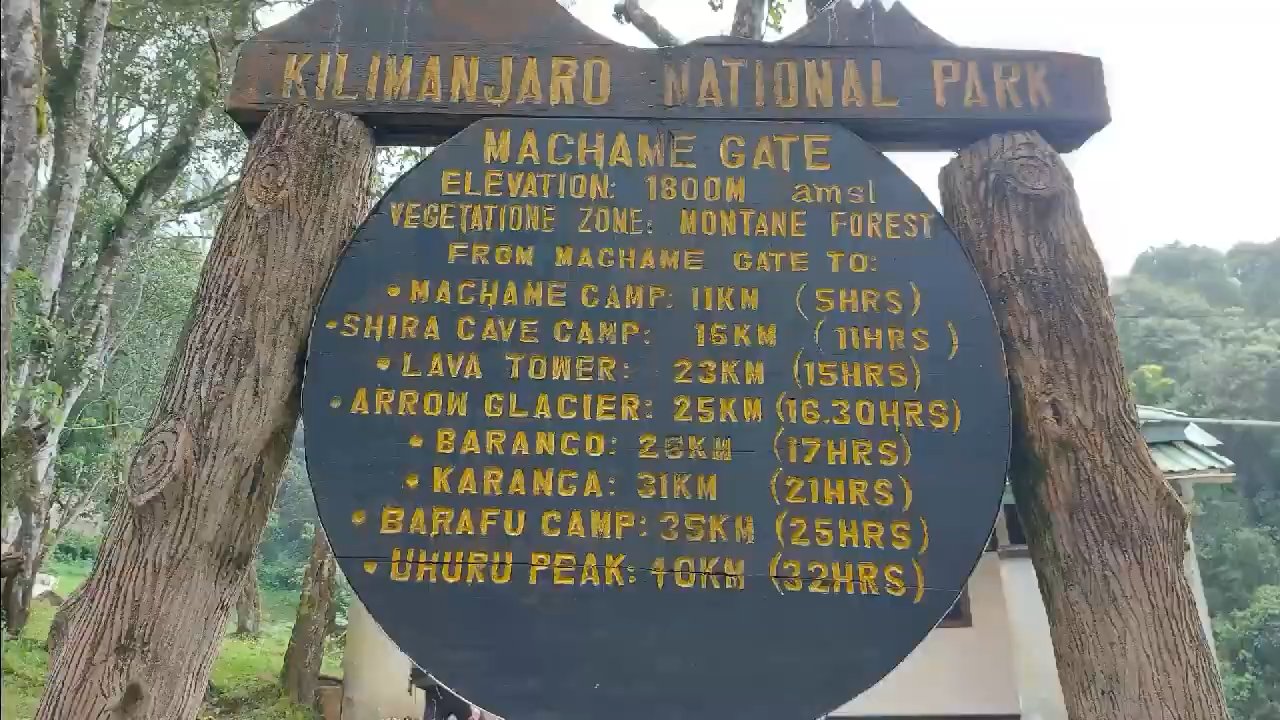 KILIMANJARO NATIONAL PARK
MACHAME GATE
ELEVATION: 1800M amsl
VEGETATIONE ZONE: MONTANE FOREST
FROM MACHAME GATE TO:
• MACHAME CAMP: 11KM (5HRS)
• SHIRA CAVE CAMP: 16KM (11HRS)
• LAVA TOWER: 23KM (15HRS)
• ARROW GLACIER: 25KM (16.30HRS)
• BARANCO: 26KM (17HRS)
• KARANGA: 31KM (21HRS)
• BARAFU CAMP: 35KM (25HRS)
• UHURU PEAK: 40KM (32HRS)